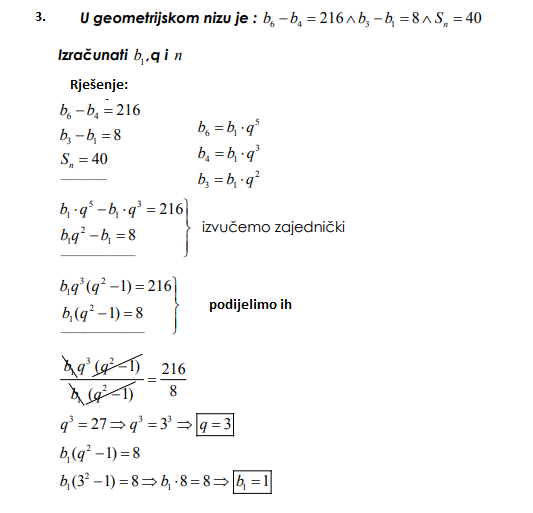 3. U geometrijskom nizu je : b₆ − b₄ = 216 ∧ b₃ − b₁ = 8 ∧ Sₙ = 40
Izračunati b₁,q i n
Rješenje:
b₆ − b₄ = 216
b₃ − b₁ = 8
Sₙ = 40
b₆ = b₁ · q⁵
b₄ = b₁ · q³
b₃ = b₁ · q²
b₁ · q⁵ − b₁ · q³ = 216
b₁q² − b₁ = 8
izvučemo zajednički
b₁q³(q² −1) = 216
b₁(q² −1) = 8
podijelimo ih
b₁q³(q² −1) / b₁(q² −1) = 216 / 8
q³ = 27 ⇒ q³ = 3³ ⇒ q = 3
b₁(q² −1) = 8
b₁(3² −1) = 8 ⇒ b₁ · 8 = 8 ⇒ b₁ = 1